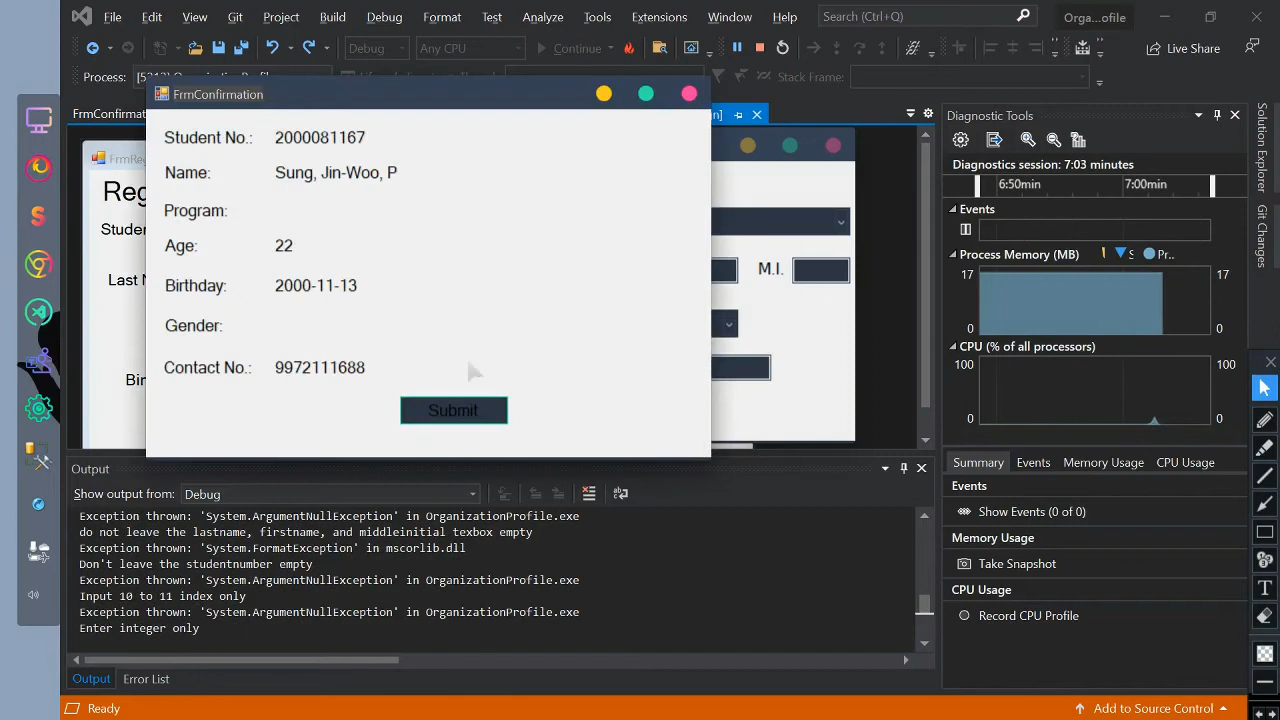 File Edit View Git Project Build Debug Format Test Analyze Tools Extensions Window Help Search (Ctrl+Q) Orga...ofile
Debug Any CPU Continue Live Share
Process: Stack Frame:
FrmConfirmation
FrmConfirma
Student No.: 2000081167
Name: Sung, Jin-Woo, P
Program:
Age: 22
Birthday: 2000-11-13
Gender:
Contact No.: 9972111688
Submit
FrmReg
Reg
Studen
Last N
Bir
M.I.
Diagnostic Tools
Diagnostics session: 7:03 minutes
6:50min 7:00min
Events
Process Memory (MB) S Pr...
17 17
0 0
CPU (% of all processors)
100 100
0 0
Summary Events Memory Usage CPU Usage
Events
Show Events (0 of 0)
Memory Usage
Take Snapshot
CPU Usage
Record CPU Profile
Solution Explorer
Git Changes
Output
Show output from: Debug
Exception thrown: 'System.ArgumentNullException' in OrganizationProfile.exe
do not leave the lastname, firstname, and middleinitial texbox empty
Exception thrown: 'System.FormatException' in mscorlib.dll
Don't leave the studentnumber empty
Exception thrown: 'System.ArgumentNullException' in OrganizationProfile.exe
Input 10 to 11 index only
Exception thrown: 'System.ArgumentNullException' in OrganizationProfile.exe
Enter integer only
Output Error List
Ready Add to Source Control